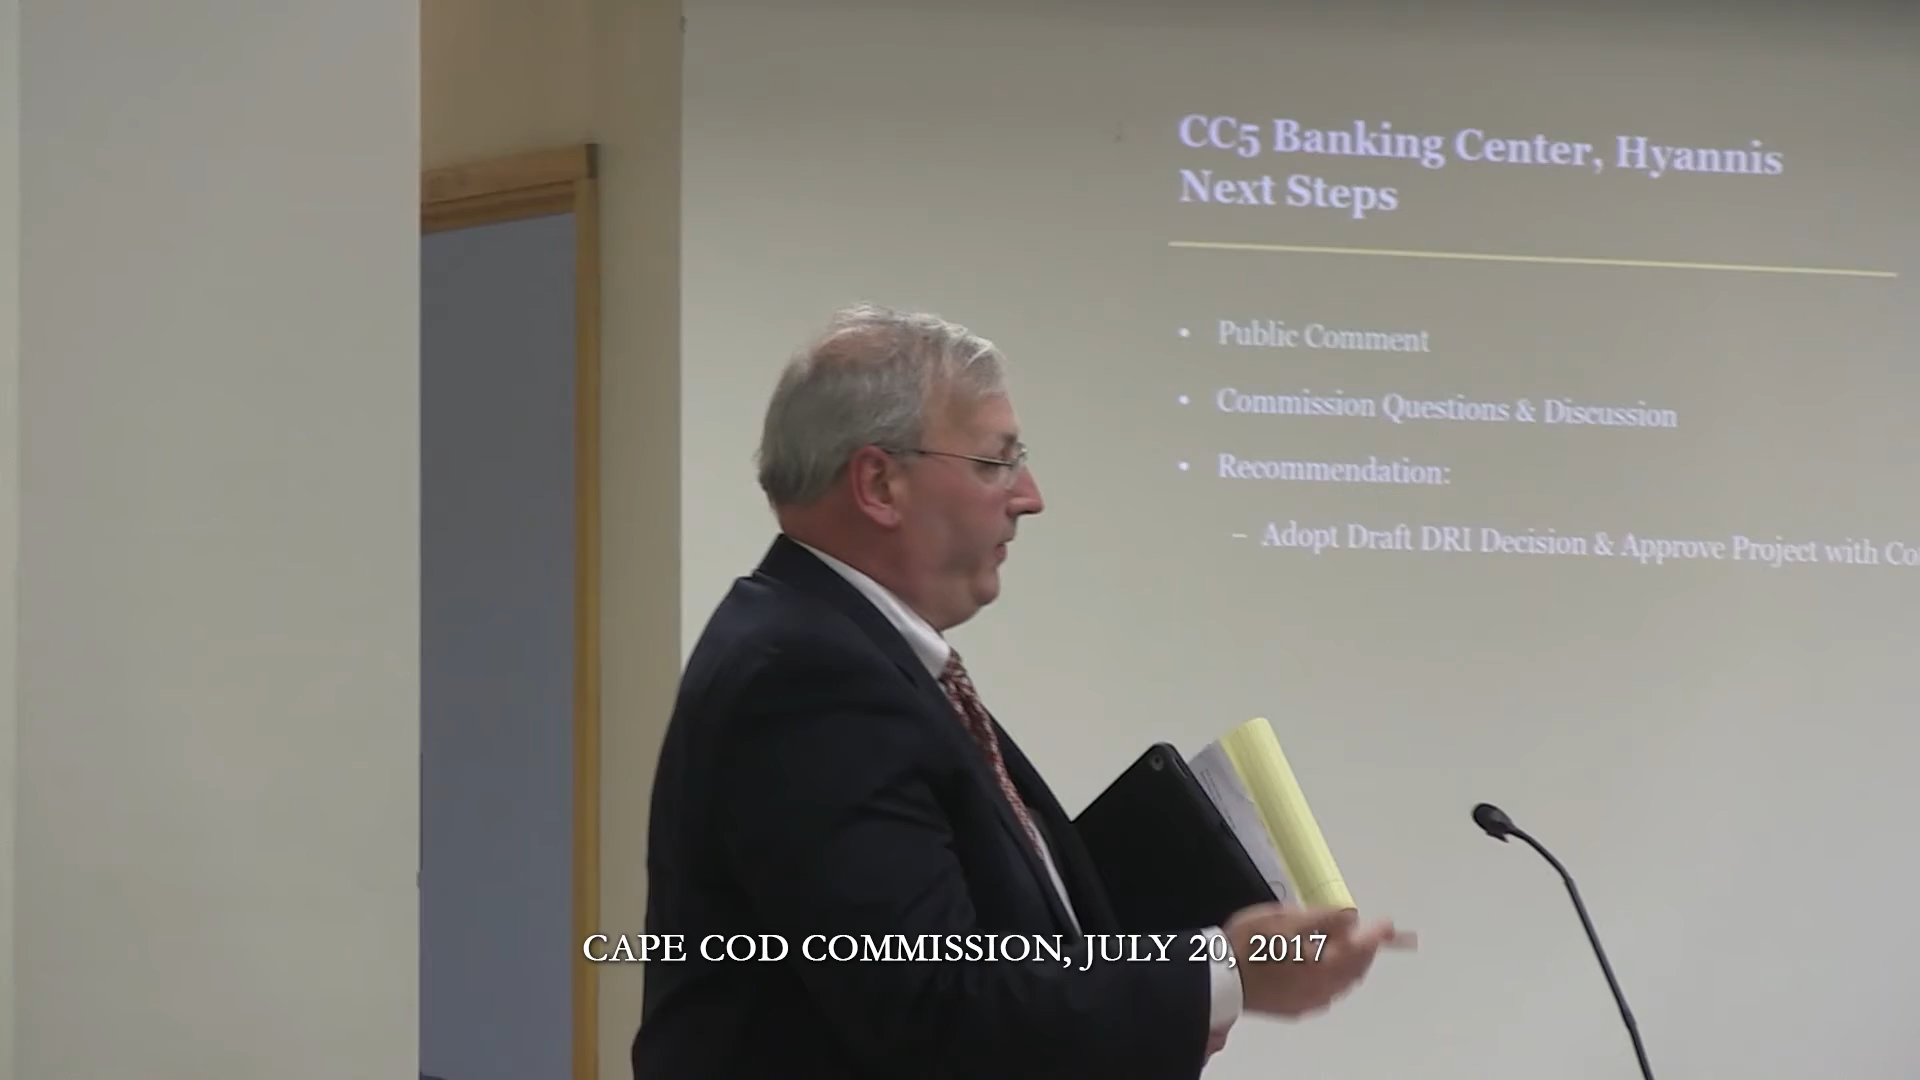 CC5 Banking Center, Hyannis
Next Steps
• Public Comment
• Commission Questions & Discussion
• Recommendation:
– Adopt Draft DRI Decision & Approve Project with Co
CAPE COD COMMISSION, JULY 20, 2017